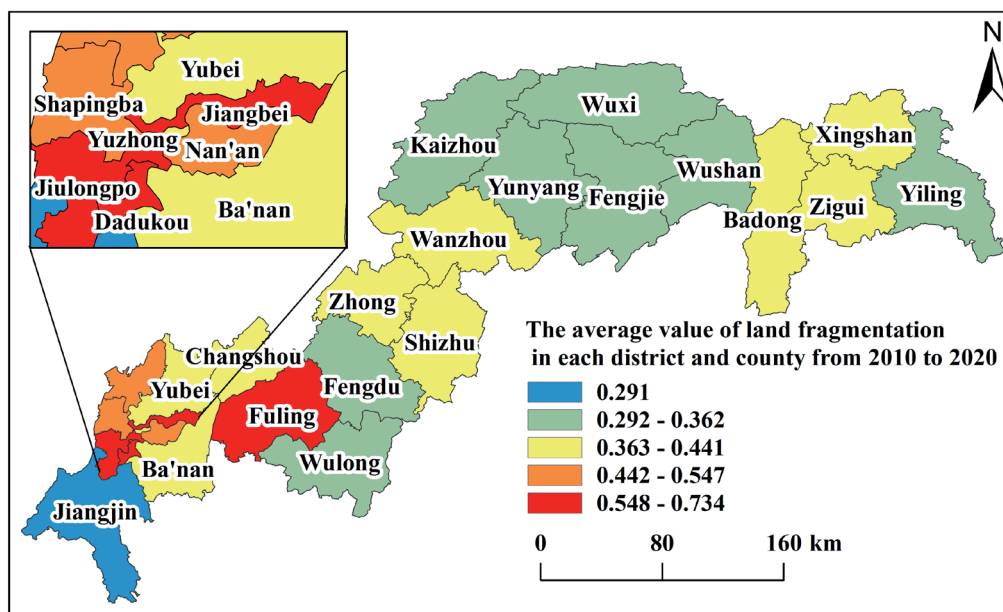 N
Yubei
Shapingba
Jiangbei
Yuzhong
Nan'an
Jiulongpo
Dadukou
Ba'nan
Wuxi
Kaizhou
Xingshan
Wushan
Yunyang
Fengjie
Yiling
Zigui
Badong
Wanzhou
Zhong
Shizhu
Changshou
Yubei
Fengdu
Fuling
Ba'nan
Wulong
Jiangjin
The average value of land fragmentation
in each district and county from 2010 to 2020
0.291
0.292 - 0.362
0.363 - 0.441
0.442 - 0.547
0.548 - 0.734
0 80 160 km